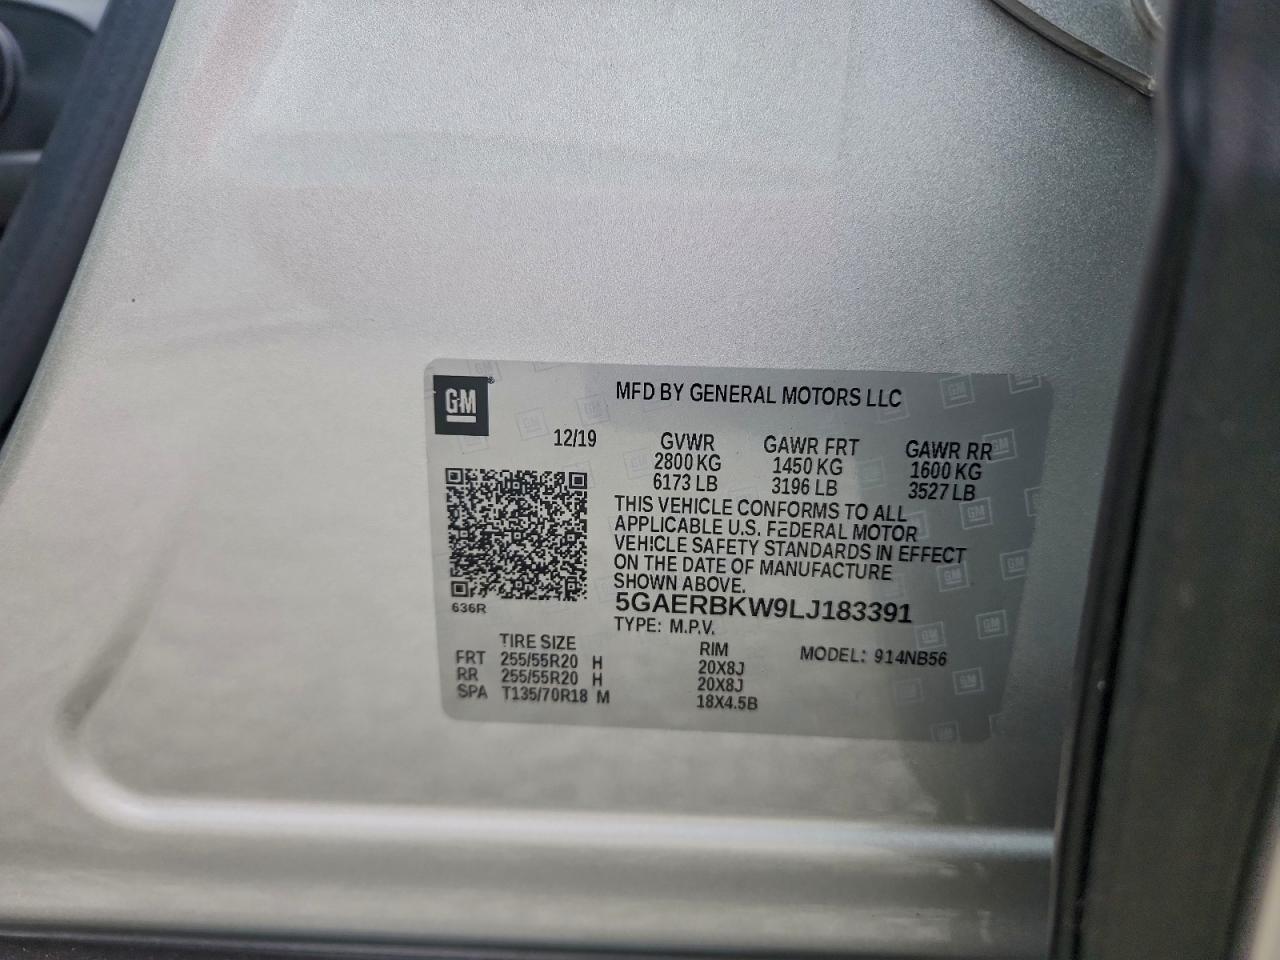 GM
MFD BY GENERAL MOTORS LLC
12/19 GVWR GAWR FRT GAWR RR
2800 KG 1450 KG 1600 KG
6173 LB 3196 LB 3527 LB
THIS VEHICLE CONFORMS TO ALL
APPLICABLE U.S. FEDERAL MOTOR
VEHICLE SAFETY STANDARDS IN EFFECT
ON THE DATE OF MANUFACTURE
SHOWN ABOVE.
636R
5GAERBKW9LJ183391
TYPE: M.P.V.
TIRE SIZE RIM MODEL: 914NB56
FRT 255/55R20 H 20X8J
RR 255/55R20 H 20X8J
SPA T135/70R18 M 18X4.5B